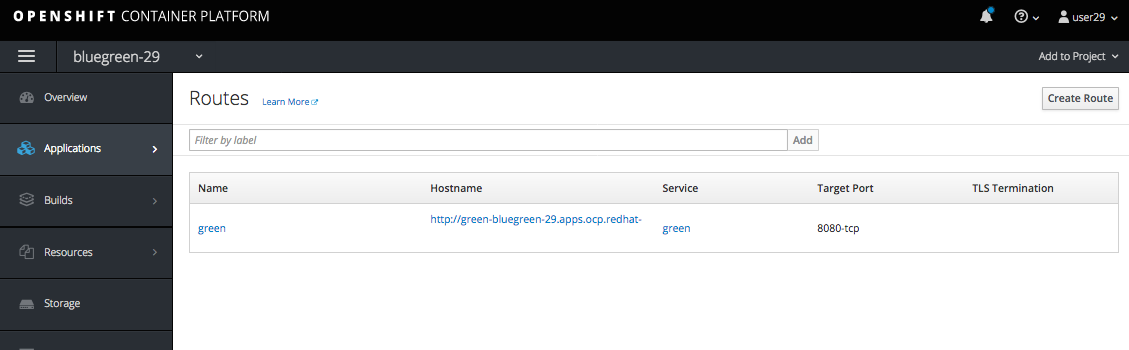 OPENSHIFT CONTAINER PLATFORM
user29
bluegreen-29
Add to Project
Overview
Applications
Builds
Resources
Storage
Routes Learn More
Create Route
Filter by label Add
Name Hostname Service Target Port TLS Termination
green http://green-bluegreen-29.apps.ocp.redhat- green 8080-tcp